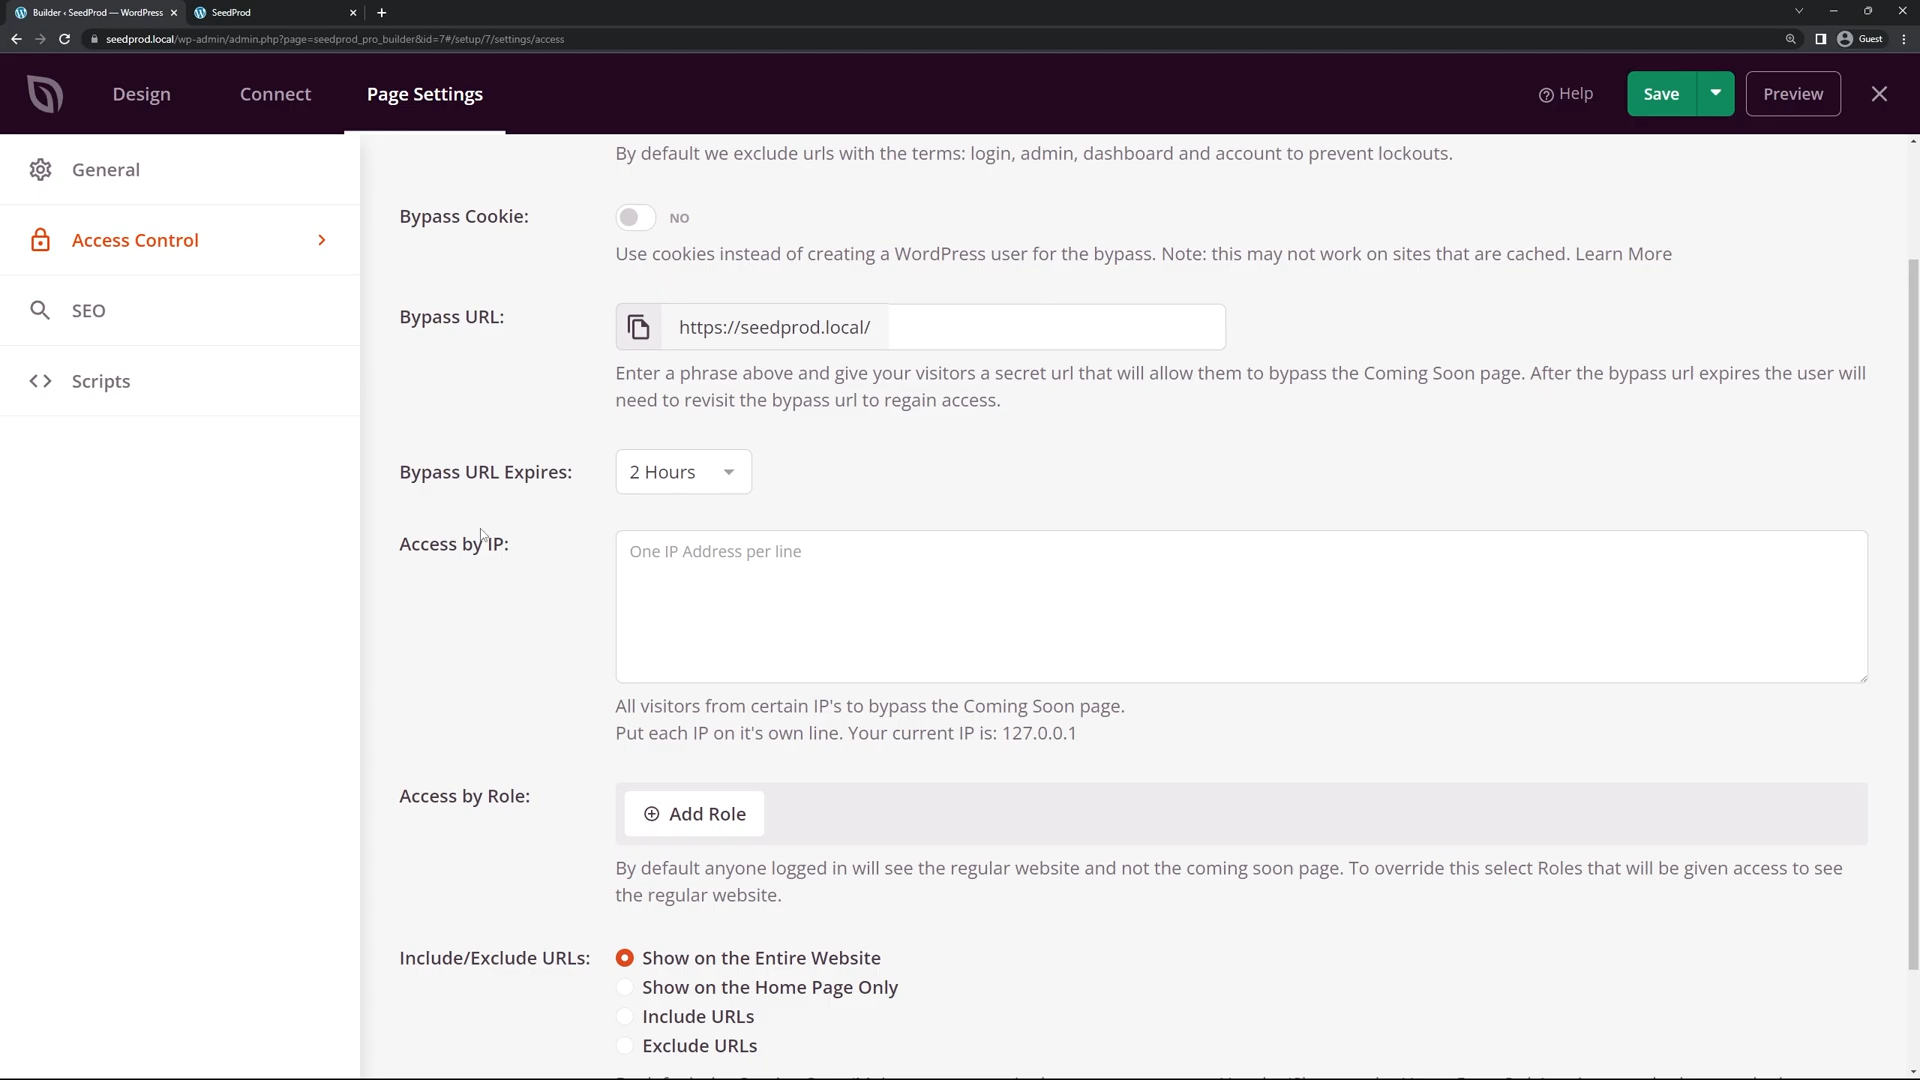 Builder ‹ SeedProd — WordPress
SeedProd
seedprod.local/wp-admin/admin.php?page=seedprod_pro_builder&id=7#/setup/7/settings/access
Guest
Design
Connect
Page Settings
Help
Save
Preview
General
Access Control
SEO
Scripts
By default we exclude urls with the terms: login, admin, dashboard and account to prevent lockouts.
Bypass Cookie:
NO
Use cookies instead of creating a WordPress user for the bypass. Note: this may not work on sites that are cached. Learn More
Bypass URL:
https://seedprod.local/
Enter a phrase above and give your visitors a secret url that will allow them to bypass the Coming Soon page. After the bypass url expires the user will
need to revisit the bypass url to regain access.
Bypass URL Expires:
2 Hours
Access by IP:
One IP Address per line
All visitors from certain IP's to bypass the Coming Soon page.
Put each IP on it's own line. Your current IP is: 127.0.0.1
Access by Role:
Add Role
By default anyone logged in will see the regular website and not the coming soon page. To override this select Roles that will be given access to see
the regular website.
Include/Exclude URLs:
Show on the Entire Website
Show on the Home Page Only
Include URLs
Exclude URLs